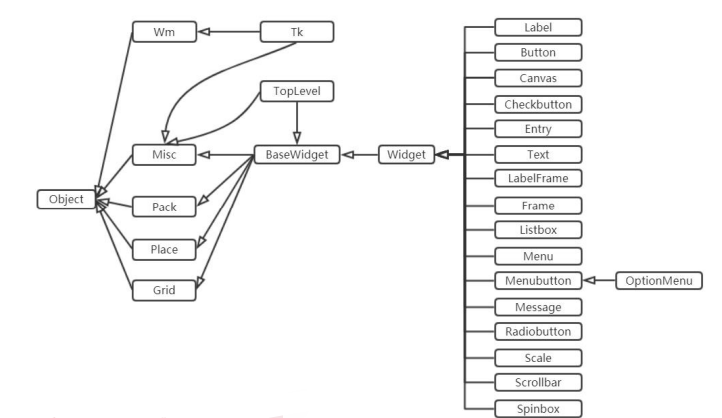 Wm
Tk
TopLevel
Misc
BaseWidget
Widget
Object
Pack
Place
Grid
Label
Button
Canvas
Checkbutton
Entry
Text
LabelFrame
Frame
Listbox
Menu
Menubutton
OptionMenu
Message
Radiobutton
Scale
Scrollbar
Spinbox